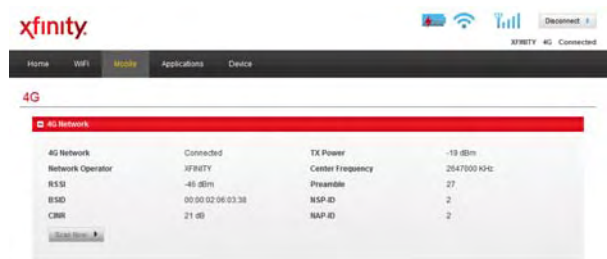 xfinity.
Disconnect
XFINITY 4G Connected
Home WiFi Mobile Applications Device
4G
4G Network
4G Network Connected TX Power -19 dBm
Network Operator XFINITY Center Frequency 2647000 KHz
RSSI -46 dBm Preamble 27
BSID 00:00:02:06:03:38 NSP-ID 2
CINR 21 dB NAP-ID 2
Scan Now